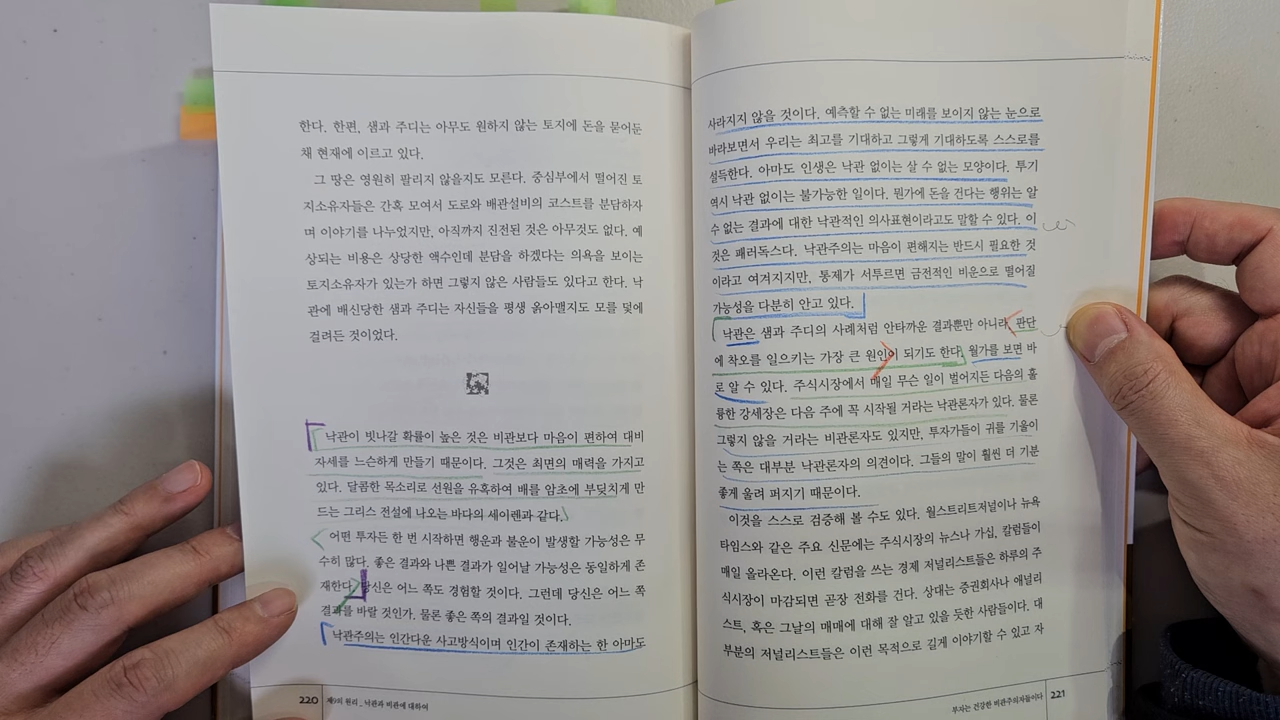 한다. 한편, 샘과 주디는 아무도 원하지 않는 토지에 돈을 묻어둔
채 현재에 이르고 있다.
그 땅은 영원히 팔리지 않을지도 모른다. 중심부에서 떨어진 토
지소유자들은 간혹 모여서 도로와 배관설비의 코스트를 분담하자
며 이야기를 나누었지만, 아직까지 진전된 것은 아무것도 없다. 예
상되는 비용은 상당한 액수인데 분담을 하겠다는 의욕을 보이는
토지소유자가 있는가 하면 그렇지 않은 사람들도 있다고 한다. 낙
관에 배신당한 샘과 주디는 자신들을 평생 옭아맬지도 모를 덫에
걸려든 것이었다.
낙관이 빗나갈 확률이 높은 것은 비관보다 마음이 편하여 대비
자세를 느슨하게 만들기 때문이다. 그것은 최면의 매력을 가지고
있다. 달콤한 목소리로 선원을 유혹하여 배를 암초에 부딪치게 만
드는 그리스 전설에 나오는 바다의 세이렌과 같다.
어떤 투자든 한 번 시작하면 행운과 불운이 발생할 가능성은 무
수히 많다. 좋은 결과와 나쁜 결과가 일어날 가능성은 동일하게 존
재한다. 당신은 어느 쪽도 경험할 것이다. 그런데 당신은 어느 쪽
결과를 바랄 것인가. 물론 좋은 쪽의 결과일 것이다.
낙관주의는 인간다운 사고방식이며 인간이 존재하는 한 아마도
220 제9의 원리_낙관과 비관에 대하여
사라지지 않을 것이다. 예측할 수 없는 미래를 보이지 않는 눈으로
바라보면서 우리는 최고를 기대하고 그렇게 기대하도록 스스로를
설득한다. 아마도 인생은 낙관 없이는 살 수 없는 모양이다. 투기
역시 낙관 없이는 불가능한 일이다. 뭔가에 돈을 건다는 행위는 알
수 없는 결과에 대한 낙관적인 의사표현이라고도 말할 수 있다. 이
것은 패러독스다. 낙관주의는 마음이 편해지는 반드시 필요한 것
이라고 여겨지지만, 통제가 서투르면 금전적인 비운으로 떨어질
가능성을 다분히 안고 있다.
낙관은 샘과 주디의 사례처럼 안타까운 결과뿐만 아니라, 판단
에 착오를 일으키는 가장 큰 원인이 되기도 한다. 월가를 보면 바
로 알 수 있다. 주식시장에서 매일 무슨 일이 벌어지든 다음의 훌
륭한 강세장은 다음 주에 꼭 시작될 거라는 낙관론자가 있다. 물론
그렇지 않을 거라는 비관론자도 있지만, 투자가들이 귀를 기울이
는 쪽은 대부분 낙관론자의 의견이다. 그들의 말이 훨씬 더 기분
좋게 울려 퍼지기 때문이다.
이것을 스스로 검증해 볼 수도 있다. 월스트리트저널이나 뉴욕
타임스와 같은 주요 신문에는 주식시장의 뉴스나 가십, 칼럼들이
매일 올라온다. 이런 칼럼을 쓰는 경제 저널리스트들은 하루의 주
식시장이 마감되면 곧장 전화를 건다. 상대는 증권회사나 애널리
스트, 혹은 그날의 매매에 대해 잘 알고 있을 듯한 사람들이다. 대
부분의 저널리스트들은 이런 목적으로 길게 이야기할 수 있고 자
투자는 건강한 비관주의자들이다 221